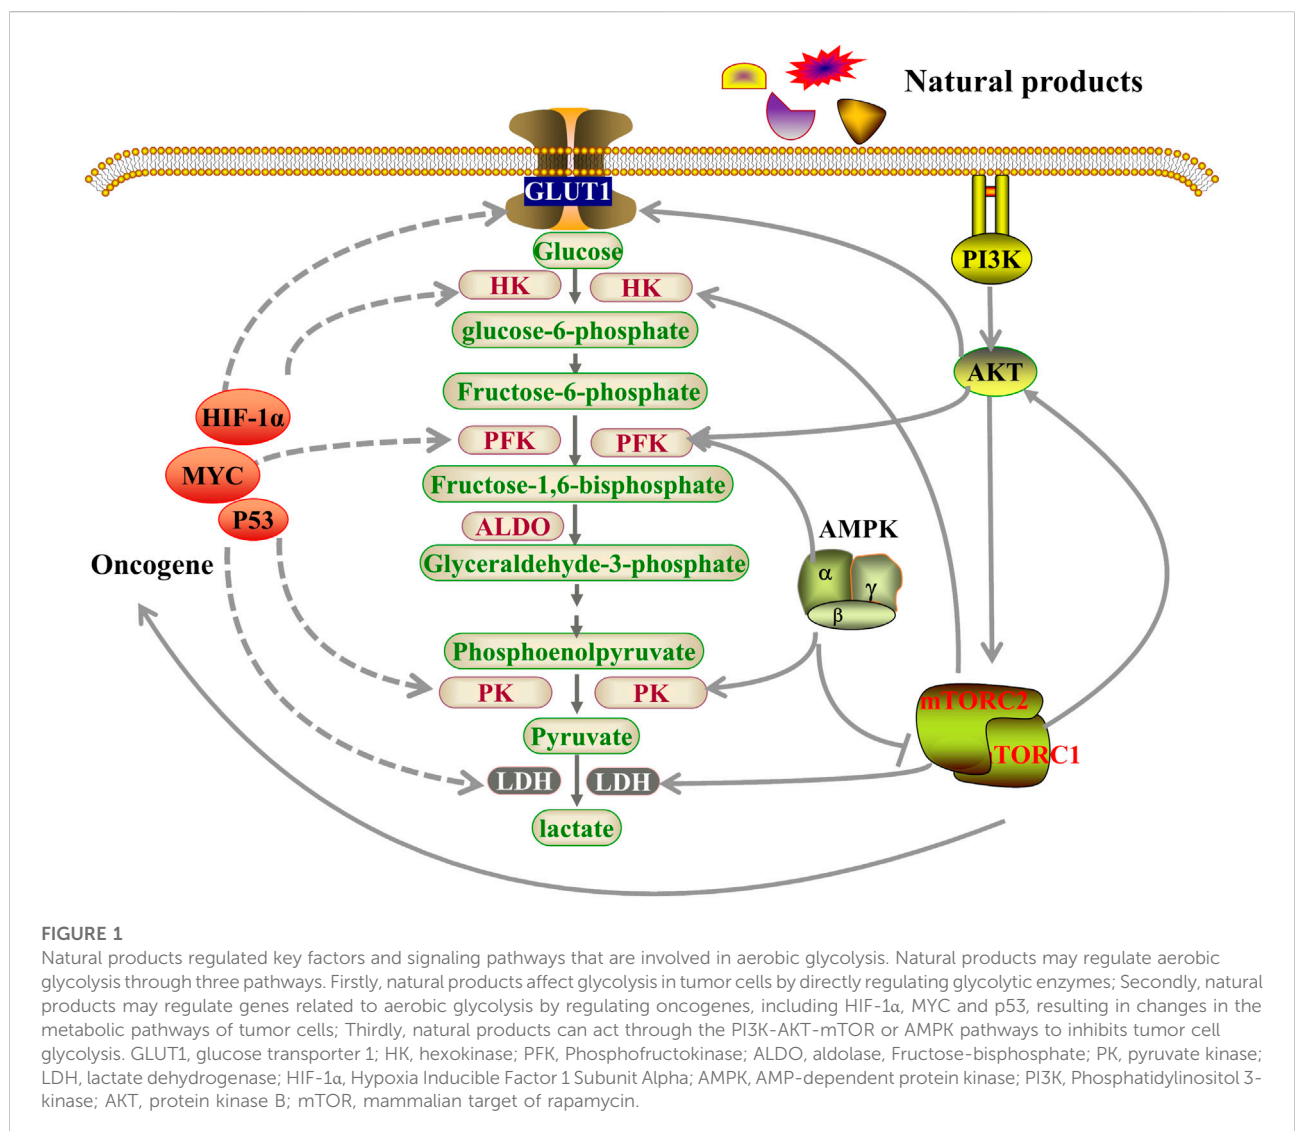 Natural products
GLUT1
Glucose
PI3K
HK
HK
glucose-6-phosphate
AKT
Fructose-6-phosphate
HIF-1α
PFK
PFK
MYC
Fructose-1,6-bisphosphate
P53
ALDO
AMPK
Oncogene
Glyceraldehyde-3-phosphate
α
γ
β
Phosphoenolpyruvate
PK
PK
mTORC2
Pyruvate
TORC1
LDH
LDH
lactate
FIGURE 1
Natural products regulated key factors and signaling pathways that are involved in aerobic glycolysis. Natural products may regulate aerobic
glycolysis through three pathways. Firstly, natural products affect glycolysis in tumor cells by directly regulating glycolytic enzymes; Secondly, natural
products may regulate genes related to aerobic glycolysis by regulating oncogenes, including HIF-1α, MYC and p53, resulting in changes in the
metabolic pathways of tumor cells; Thirdly, natural products can act through the PI3K-AKT-mTOR or AMPK pathways to inhibits tumor cell
glycolysis. GLUT1, glucose transporter 1; HK, hexokinase; PFK, Phosphofructokinase; ALDO, aldolase, Fructose-bisphosphate; PK, pyruvate kinase;
LDH, lactate dehydrogenase; HIF-1α, Hypoxia Inducible Factor 1 Subunit Alpha; AMPK, AMP-dependent protein kinase; PI3K, Phosphatidylinositol 3-
kinase; AKT, protein kinase B; mTOR, mammalian target of rapamycin.